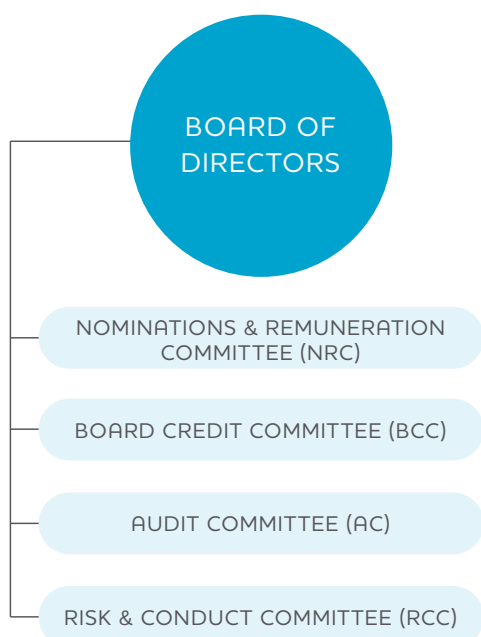 BOARD OF
DIRECTORS
NOMINATIONS & REMUNERATION
COMMITTEE (NRC)
BOARD CREDIT COMMITTEE (BCC)
AUDIT COMMITTEE (AC)
RISK & CONDUCT COMMITTEE (RCC)